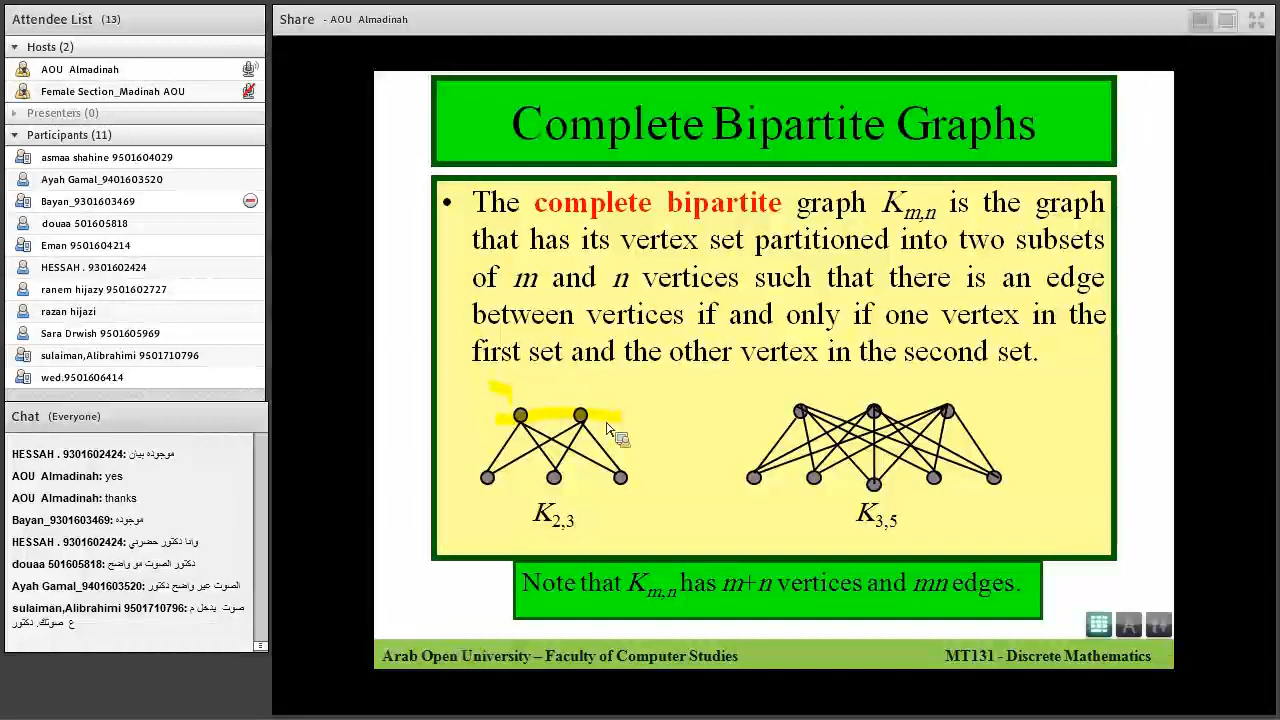 Attendee List (13)
Hosts (2)
AOU Almadinah
Female Section_Madinah AOU
Presenters (0)
Participants (11)
asmaa shahine 9501604029
Ayah Gamal_9401603520
Bayan_9301603469
douaa 501605818
Eman 9501604214
HESSAH . 9301602424
ranem hijazy 9501602727
razan hijazi
Sara Drwish 9501605969
sulaiman,Alibrahimi 9501710796
wed.9501606414
Chat (Everyone)
HESSAH . 9301602424: موجوده بيان
AOU Almadinah: yes
AOU Almadinah: thanks
Bayan_9301603469: موجوده
HESSAH . 9301602424: وانا دكتور حضرني
douaa 501605818: دكتور الصوت مو واضح
Ayah Gamal_9401603520: الصوت غير واضح دكتور
sulaiman,Alibrahimi 9501710796: صوت يدخل م
ع صوتك. دكتور
Share - AOU Almadinah
Complete Bipartite Graphs
• The complete bipartite graph Km,n is the graph
that has its vertex set partitioned into two subsets
of m and n vertices such that there is an edge
between vertices if and only if one vertex in the
first set and the other vertex in the second set.
K2,3
K3,5
Note that Km,n has m+n vertices and mn edges.
Arab Open University – Faculty of Computer Studies
MT131 - Discrete Mathematics